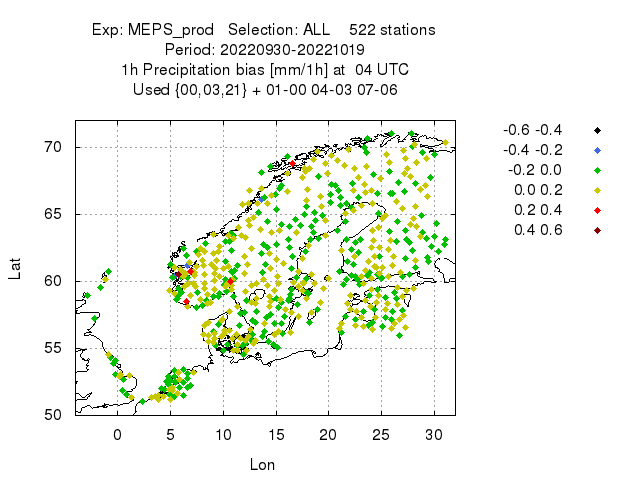 Exp: MEPS_prod   Selection: ALL    522 stations
Period: 20220930-20221019
1h Precipitation bias [mm/1h] at  04 UTC
Used {00,03,21} + 01-00 04-03 07-06
-0.6 -0.4
-0.4 -0.2
-0.2 0.0
0.0 0.2
0.2 0.4
0.4 0.6
Lat
70
65
60
55
50
0 5 10 15 20 25 30
Lon